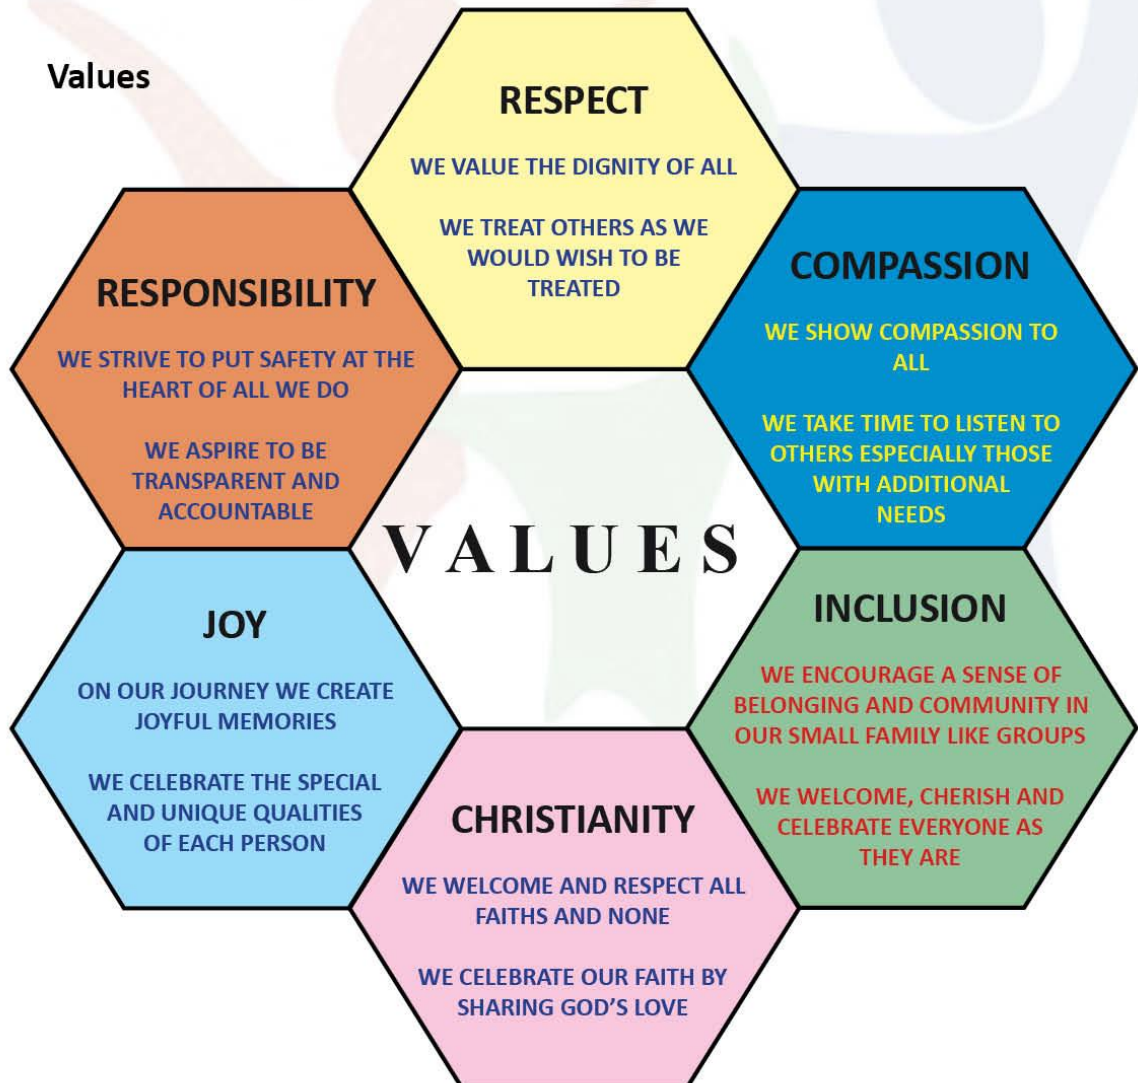 Values
RESPECT
WE VALUE THE DIGNITY OF ALL
WE TREAT OTHERS AS WE
WOULD WISH TO BE
TREATED
COMPASSION
WE SHOW COMPASSION TO
ALL
WE TAKE TIME TO LISTEN TO
OTHERS ESPECIALLY THOSE
WITH ADDITIONAL
NEEDS
RESPONSIBILITY
WE STRIVE TO PUT SAFETY AT THE
HEART OF ALL WE DO
WE ASPIRE TO BE
TRANSPARENT AND
ACCOUNTABLE
VALUES
JOY
ON OUR JOURNEY WE CREATE
JOYFUL MEMORIES
WE CELEBRATE THE SPECIAL
AND UNIQUE QUALITIES
OF EACH PERSON
INCLUSION
WE ENCOURAGE A SENSE OF
BELONGING AND COMMUNITY IN
OUR SMALL FAMILY LIKE GROUPS
WE WELCOME, CHERISH AND
CELEBRATE EVERYONE AS
THEY ARE
CHRISTIANITY
WE WELCOME AND RESPECT ALL
FAITHS AND NONE
WE CELEBRATE OUR FAITH BY
SHARING GOD’S LOVE